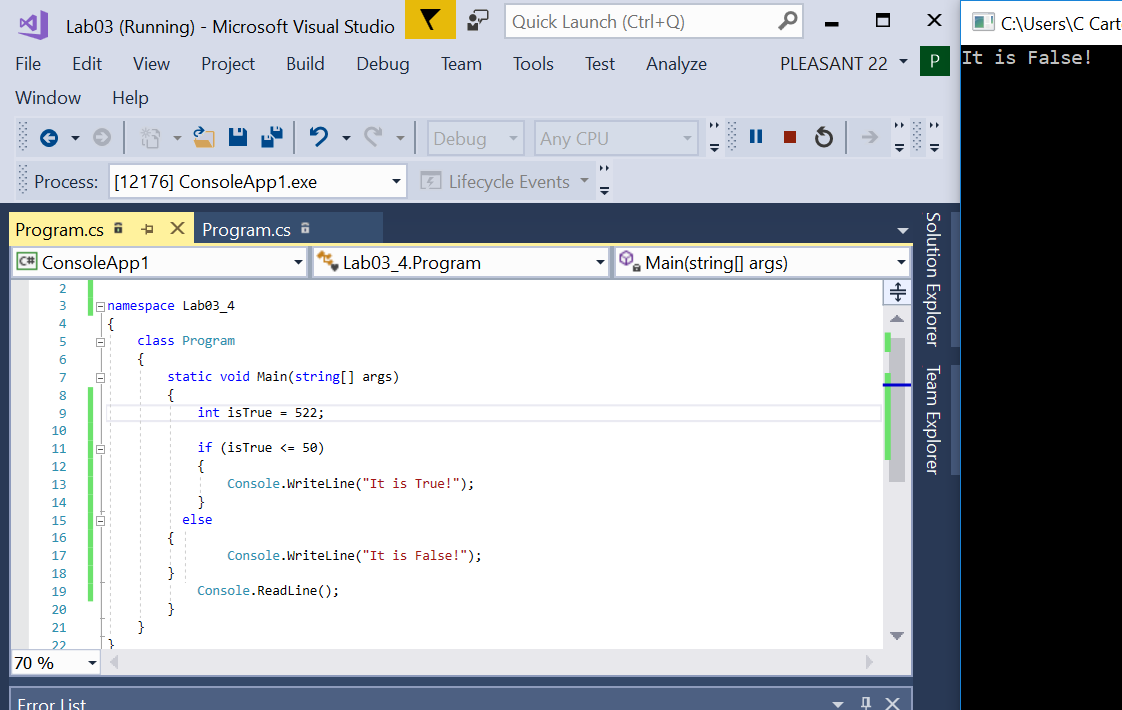 Lab03 (Running) - Microsoft Visual Studio
Quick Launch (Ctrl+Q)
C:\Users\C Cart
It is False!
File Edit View Project Build Debug Team Tools Test Analyze PLEASANT 22 P
Window Help
Debug Any CPU
Process: [12176] ConsoleApp1.exe Lifecycle Events
Program.cs Program.cs
C# ConsoleApp1 Lab03_4.Program Main(string[] args)
2
3 namespace Lab03_4
4 {
5 class Program
6 {
7 static void Main(string[] args)
8 {
9 int isTrue = 522;
10
11 if (isTrue <= 50)
12 {
13 Console.WriteLine("It is True!");
14 }
15 else
16 {
17 Console.WriteLine("It is False!");
18 }
19 Console.ReadLine();
20 }
21 }
22 }
70 %
Solution Explorer
Team Explorer
Error List